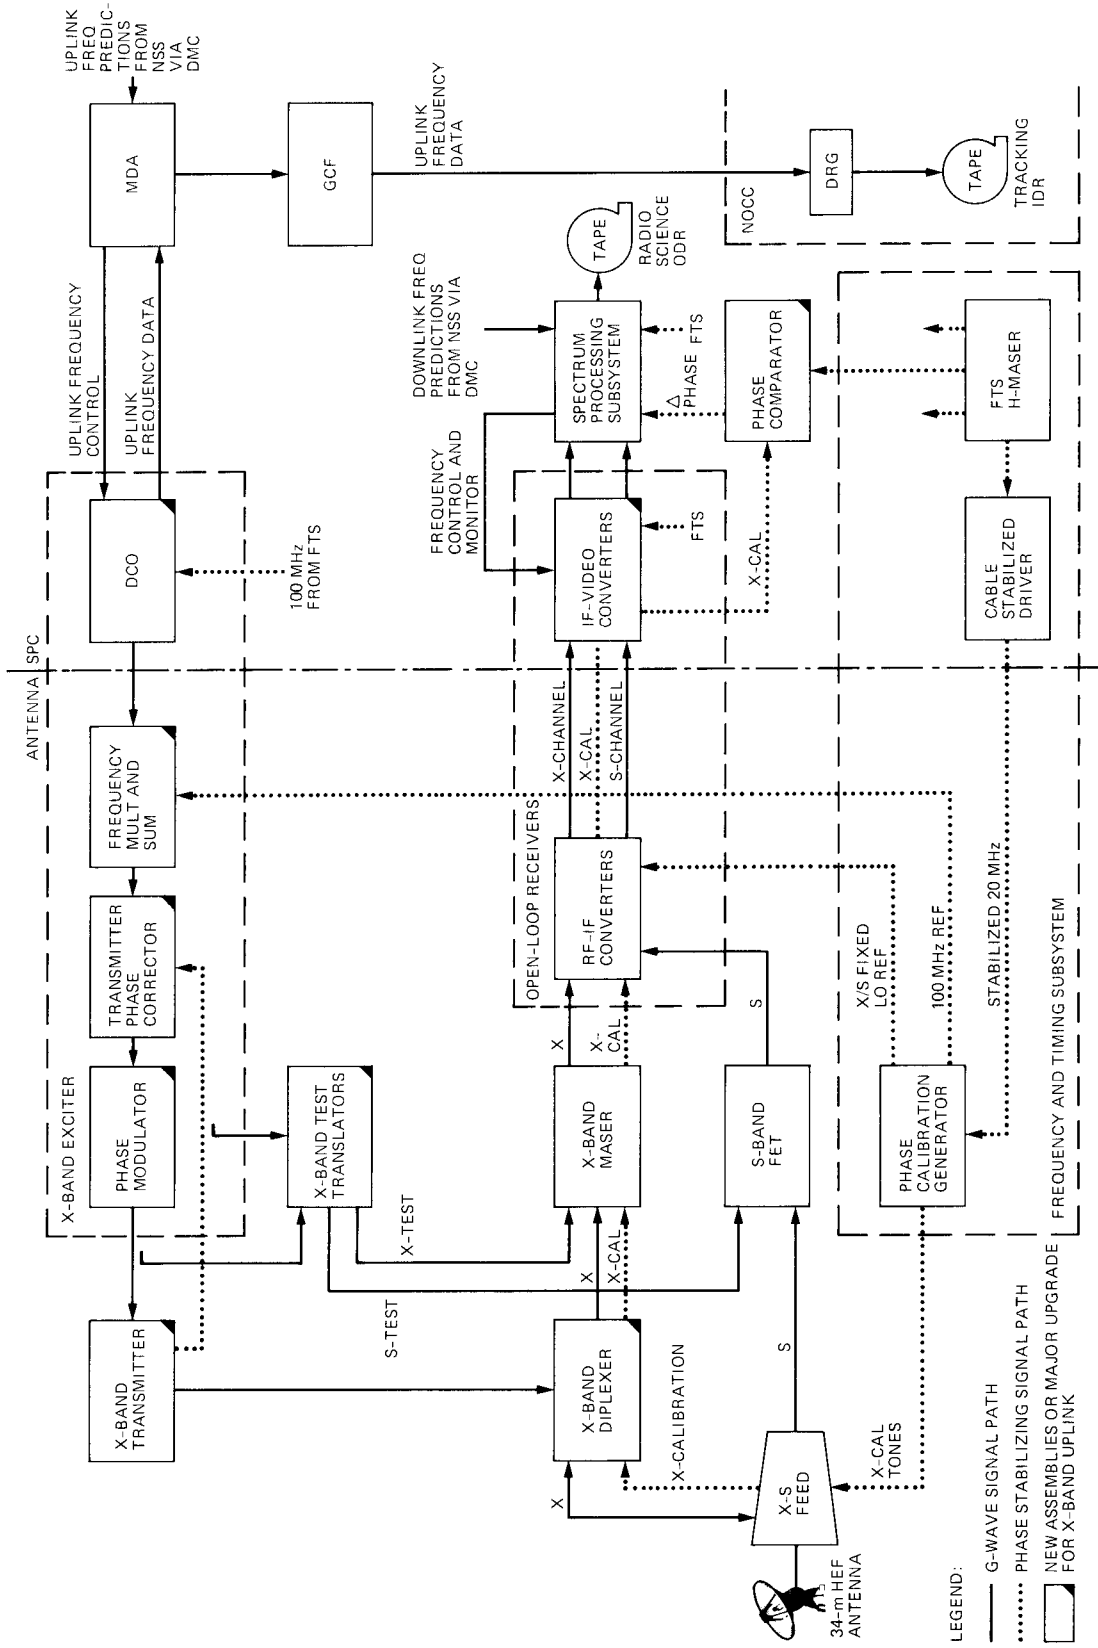 ANTENNA
SPC
X-BAND EXCITER
X-BAND
TRANSMITTER
PHASE
MODULATOR
TRANSMITTER
PHASE
CORRECTOR
FREQUENCY
MULT AND
SUM
DCO
UPLINK FREQUENCY
CONTROL
UPLINK
FREQUENCY DATA
MDA
UPLINK
FREQ
PREDIC-
TIONS
FROM
NSS
VIA
DMC
100 MHz
FROM FTS
X-BAND TEST
TRANSLATORS
X-TEST
S-TEST
GCF
UPLINK
FREQUENCY
DATA
NOCC
DRG
TAPE
TRACKING
IDR
DOWNLINK FREQ
PREDICTIONS
FROM NSS VIA
DMC
FREQUENCY
CONTROL AND
MONITOR
OPEN-LOOP RECEIVERS
X
X-BAND
DIPLEXER
X
X-CAL
X-BAND
MASER
X
X-
CAL
RF-IF
CONVERTERS
X-CHANNEL
X-CAL
S-CHANNEL
IF-VIDEO
CONVERTERS
FTS
SPECTRUM
PROCESSING
SUBSYSTEM
TAPE
RADIO
SCIENCE
ODR
Δ
PHASE
FTS
X-CAL
PHASE
COMPARATOR
X-CALIBRATION
34-m HEF
ANTENNA
X-S
FEED
S
S-BAND
FET
S
X-CAL
TONES
PHASE
CALIBRATION
GENERATOR
X/S FIXED
LO REF
100 MHz REF
STABILIZED 20 MHz
CABLE
STABILIZED
DRIVER
FTS
H-MASER
FREQUENCY AND TIMING SUBSYSTEM
LEGEND:
G-WAVE SIGNAL PATH
PHASE STABILIZING SIGNAL PATH
NEW ASSEMBLIES OR MAJOR UPGRADE
FOR X-BAND UPLINK